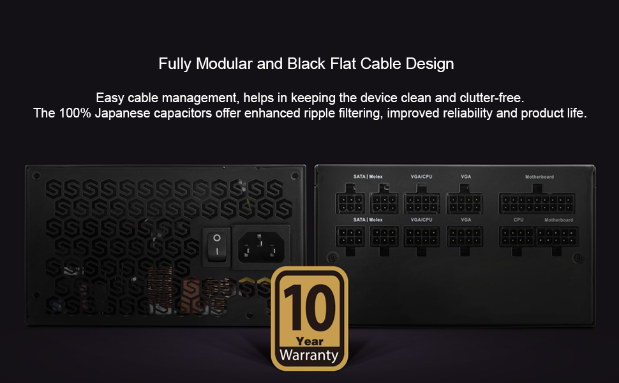 Fully Modular and Black Flat Cable Design
Easy cable management, helps in keeping the device clean and clutter-free.
The 100% Japanese capacitors offer enhanced ripple filtering, improved reliability and product life.
SATA | Molex VGA/CPU VGA Motherboard
SATA | Molex VGA/CPU VGA CPU Motherboard
10
Year
Warranty